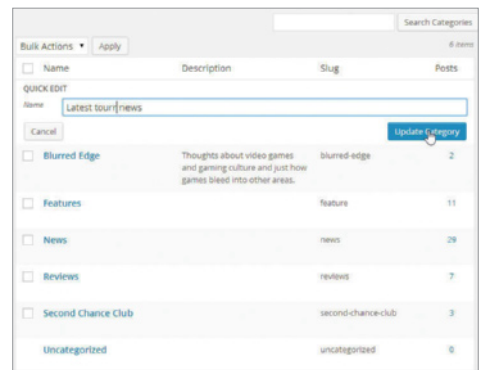 Search Categories
Bulk Actions Apply 6 items
Name Description Slug Posts
QUICK EDIT
Name Latest tourr news
Cancel Update Category
Blurred Edge Thoughts about video games blurred-edge 2
and gaming culture and just how
games bleed into other areas.
Features feature 11
News news 29
Reviews reviews 7
Second Chance Club second-chance-club 3
Uncategorized uncategorized 0